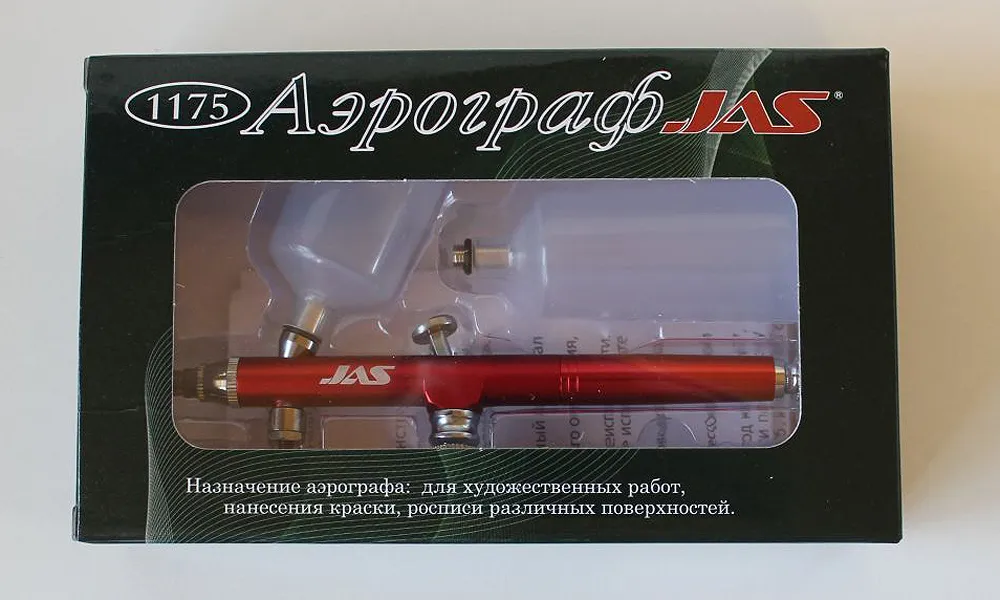 1175 Аэрограф JAS®
JAS
Назначение аэрографа: для художественных работ,
нанесения краски, росписи различных поверхностей.